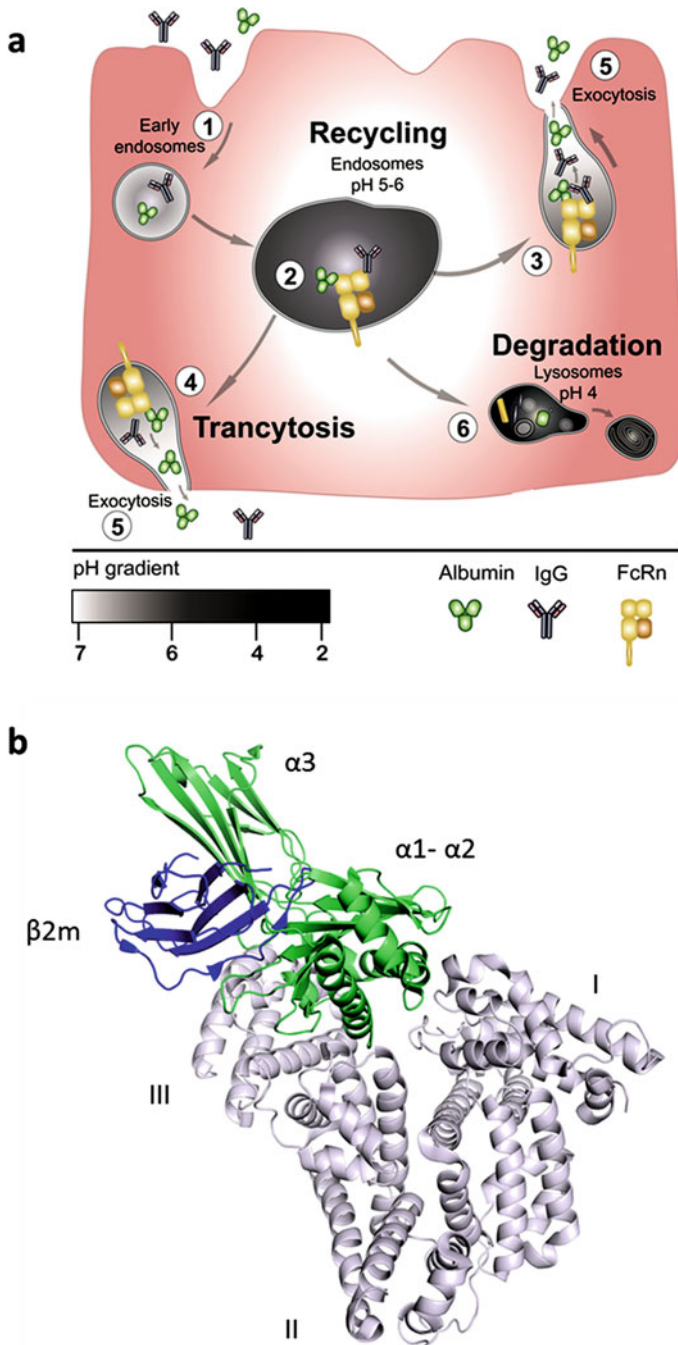 a
1
Early
endosomes
Recycling
Endosomes
pH 5-6
5
Exocytosis
2
3
4
Trancytosis
Degradation
Lysosomes
pH 4
6
Exocytosis
5
pH gradient
7 6 4 2
Albumin IgG FcRn
b
α3
α1- α2
β2m
I
III
II